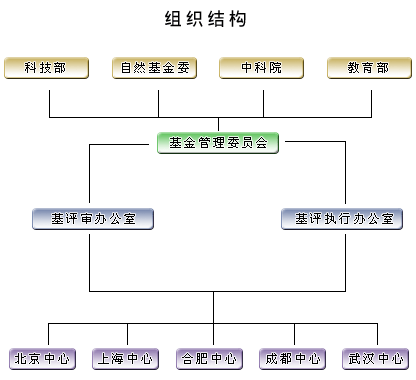 组织结构
科技部
自然基金委
中科院
教育部
基金管理委员会
基评审办公室
基评执行办公室
北京中心
上海中心
合肥中心
成都中心
武汉中心